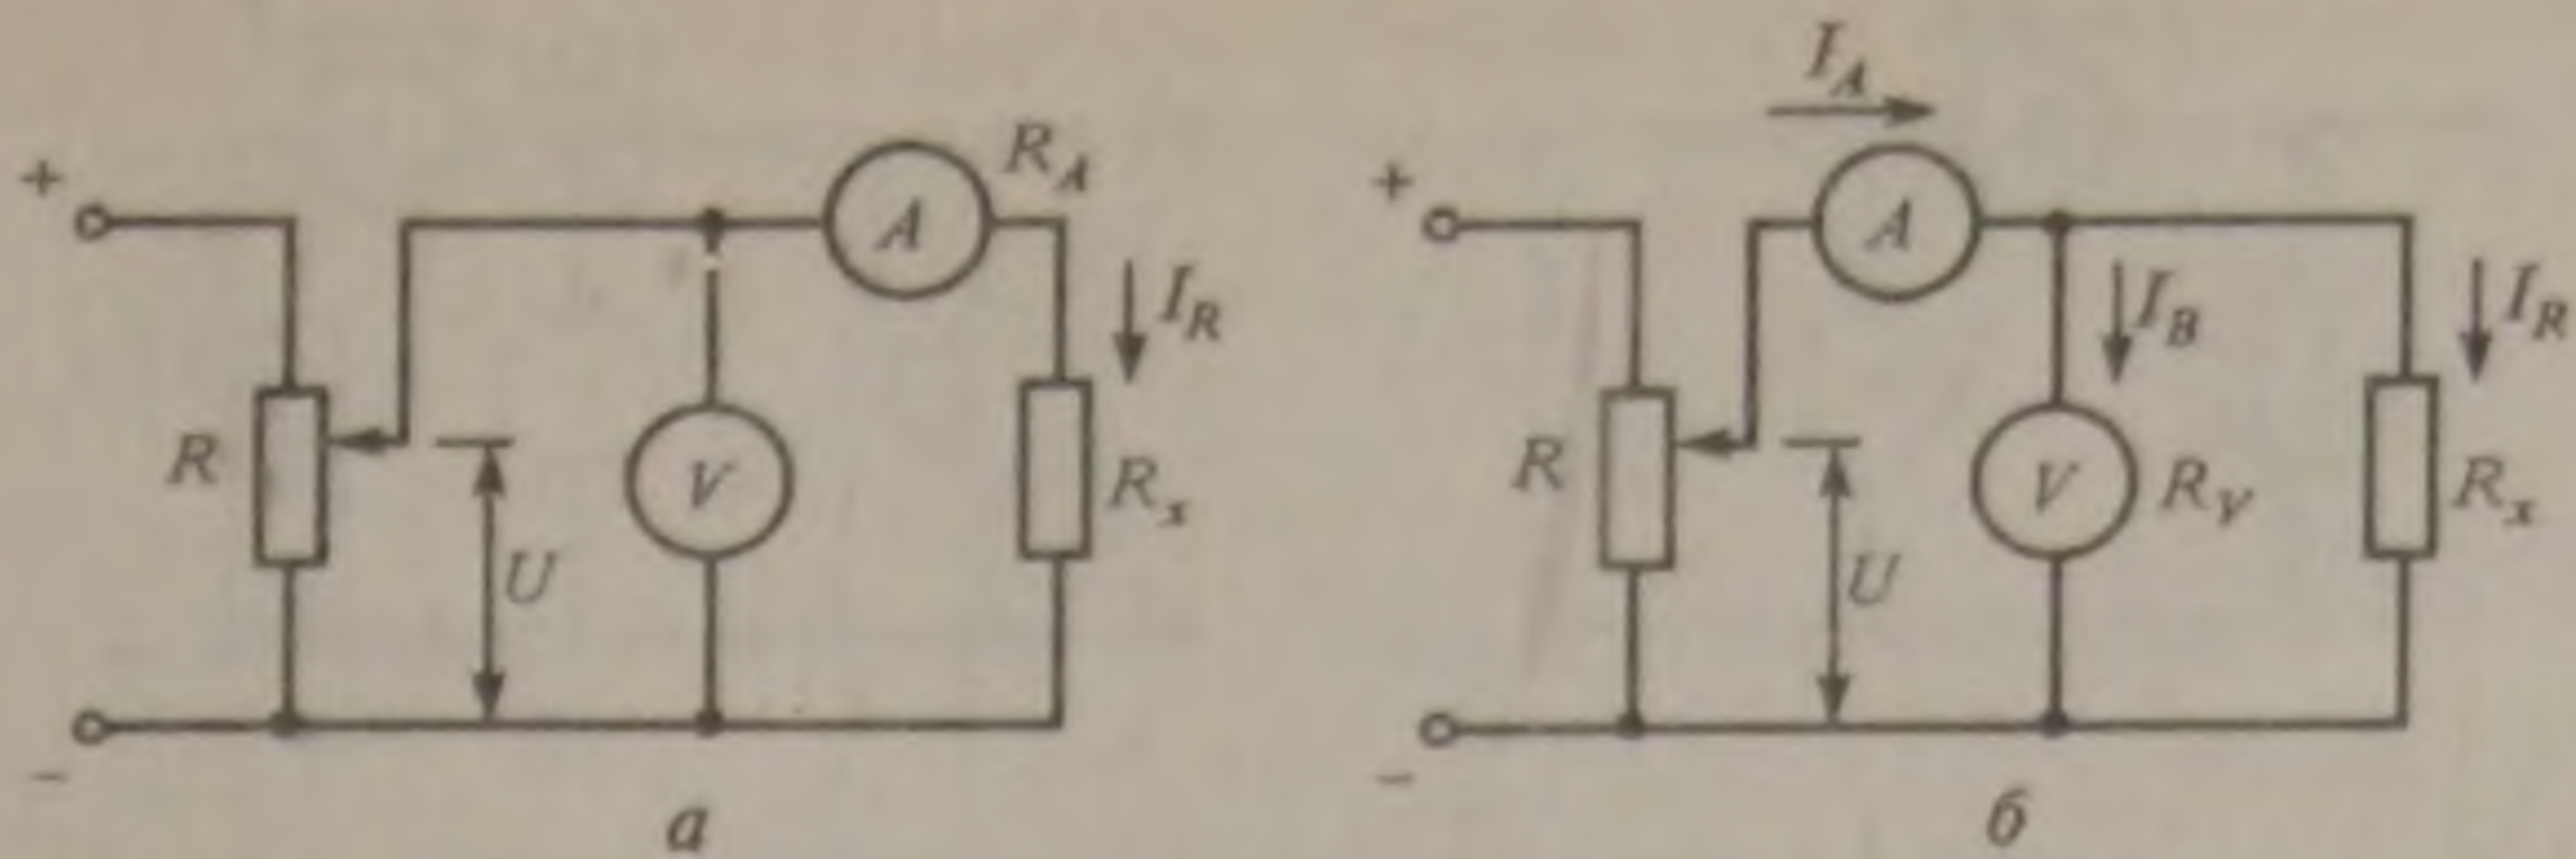 + R U V A R_A I_R R_x −
а
+ R U I_A A I_B V R_V I_R R_x −
б